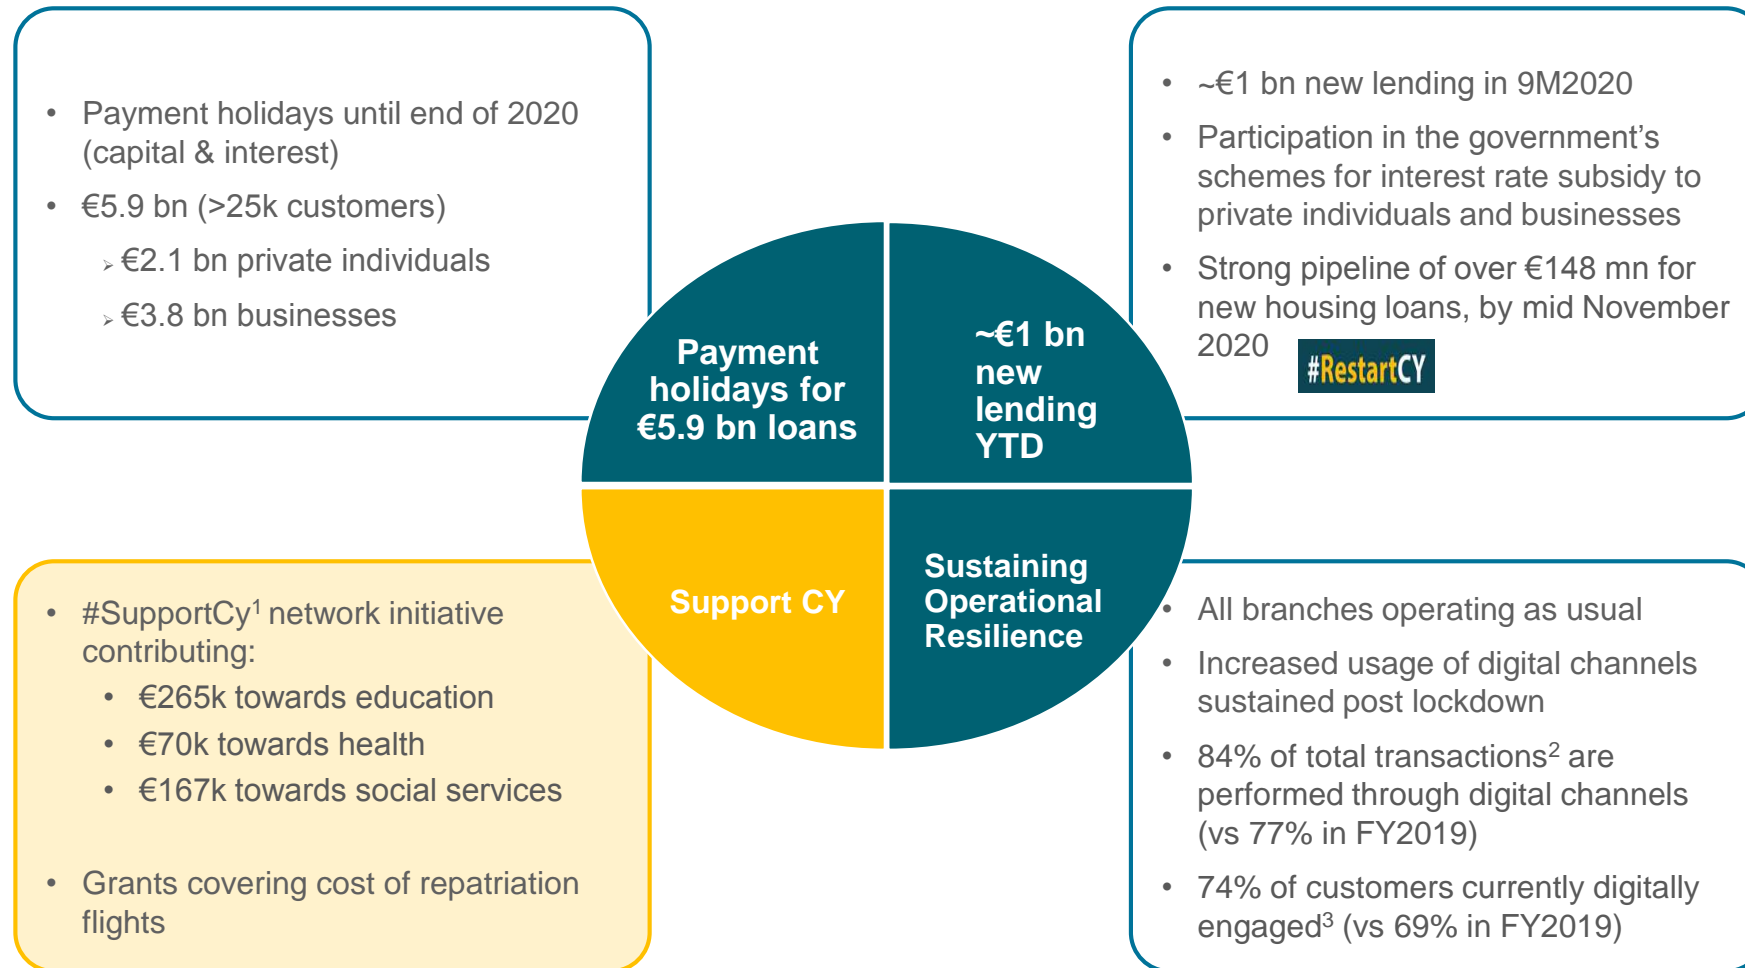 • Payment holidays until end of 2020
(capital & interest)
• €5.9 bn (>25k customers)
➢ €2.1 bn private individuals
➢ €3.8 bn businesses
• ~€1 bn new lending in 9M2020
• Participation in the government’s
schemes for interest rate subsidy to
private individuals and businesses
• Strong pipeline of over €148 mn for
new housing loans, by mid November
2020
#RestartCY
Payment
holidays for
€5.9 bn loans
~€1 bn
new
lending
YTD
Support CY
Sustaining
Operational
Resilience
• #SupportCy¹ network initiative
contributing:
• €265k towards education
• €70k towards health
• €167k towards social services
• Grants covering cost of repatriation
flights
• All branches operating as usual
• Increased usage of digital channels
sustained post lockdown
• 84% of total transactions² are
performed through digital channels
(vs 77% in FY2019)
• 74% of customers currently digitally
engaged³ (vs 69% in FY2019)